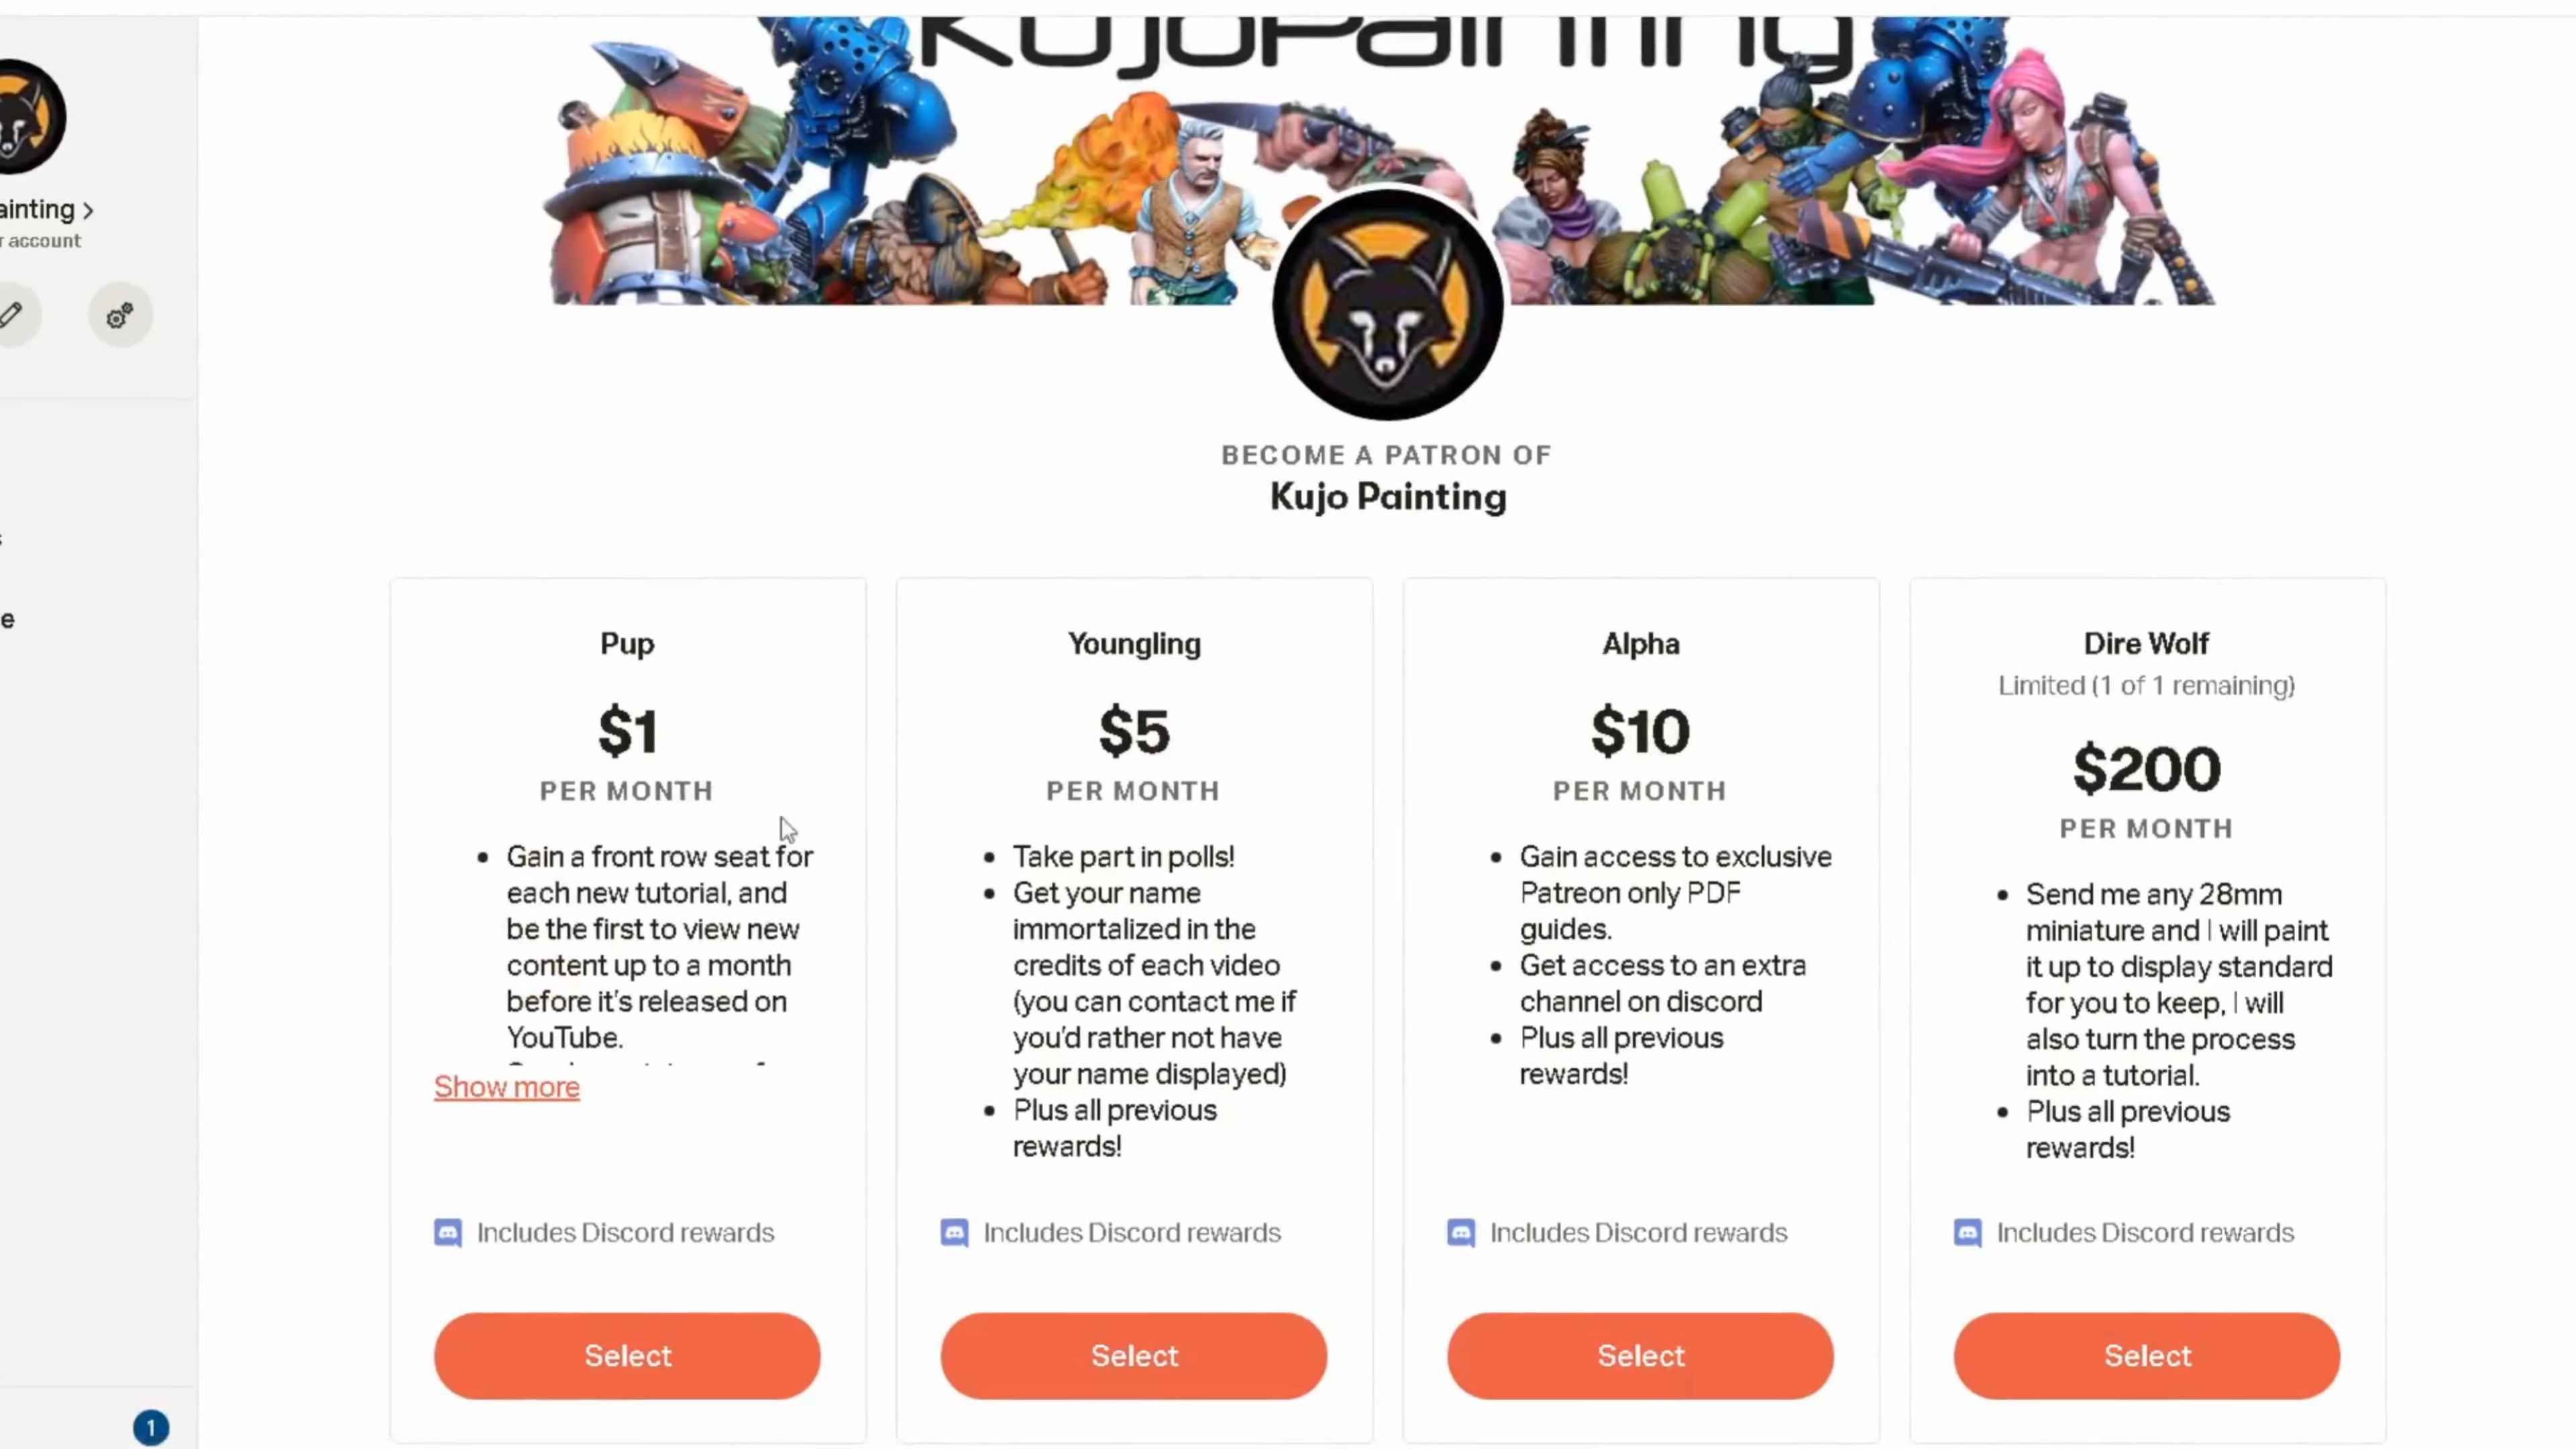 KujoPainting
ainting >
r account
e
1
BECOME A PATRON OF
Kujo Painting
Pup
$1
PER MONTH
• Gain a front row seat for
each new tutorial, and
be the first to view new
content up to a month
before it's released on
YouTube.
Show more
Includes Discord rewards
Select
Youngling
$5
PER MONTH
• Take part in polls!
• Get your name
immortalized in the
credits of each video
(you can contact me if
you'd rather not have
your name displayed)
• Plus all previous
rewards!
Includes Discord rewards
Select
Alpha
$10
PER MONTH
• Gain access to exclusive
Patreon only PDF
guides.
• Get access to an extra
channel on discord
• Plus all previous
rewards!
Includes Discord rewards
Select
Dire Wolf
Limited (1 of 1 remaining)
$200
PER MONTH
• Send me any 28mm
miniature and I will paint
it up to display standard
for you to keep, I will
also turn the process
into a tutorial.
• Plus all previous
rewards!
Includes Discord rewards
Select